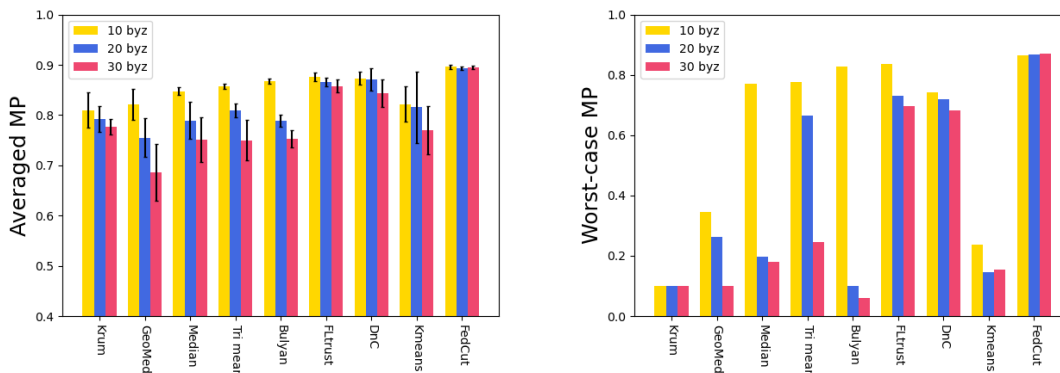 Averaged MP
1.0
0.9
0.8
0.7
0.6
0.5
0.4
10 byz
20 byz
30 byz
Krum
GeoMed
Median
Tri mean
Bulyan
FLtrust
DnC
Kmeans
FedCut
Worst-case MP
1.0
0.8
0.6
0.4
0.2
0.0
10 byz
20 byz
30 byz
Krum
GeoMed
Median
Tri mean
Bulyan
FLtrust
DnC
Kmeans
FedCut